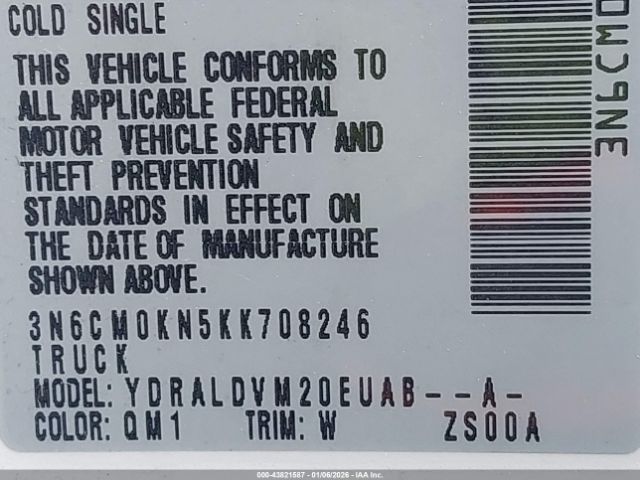 COLD SINGLE
THIS VEHICLE CONFORMS TO
ALL APPLICABLE FEDERAL
MOTOR VEHICLE SAFETY AND
THEFT PREVENTION
STANDARDS IN EFFECT ON
THE DATE OF MANUFACTURE
SHOWN ABOVE.
3N6CM0KN5KK708246
TRUCK
MODEL: YDRALDVM20EUAB--A-
COLOR: QM1 TRIM: W ZS00A
3N6CM0
000-43821587 - 01/06/2026 - IAA Inc.